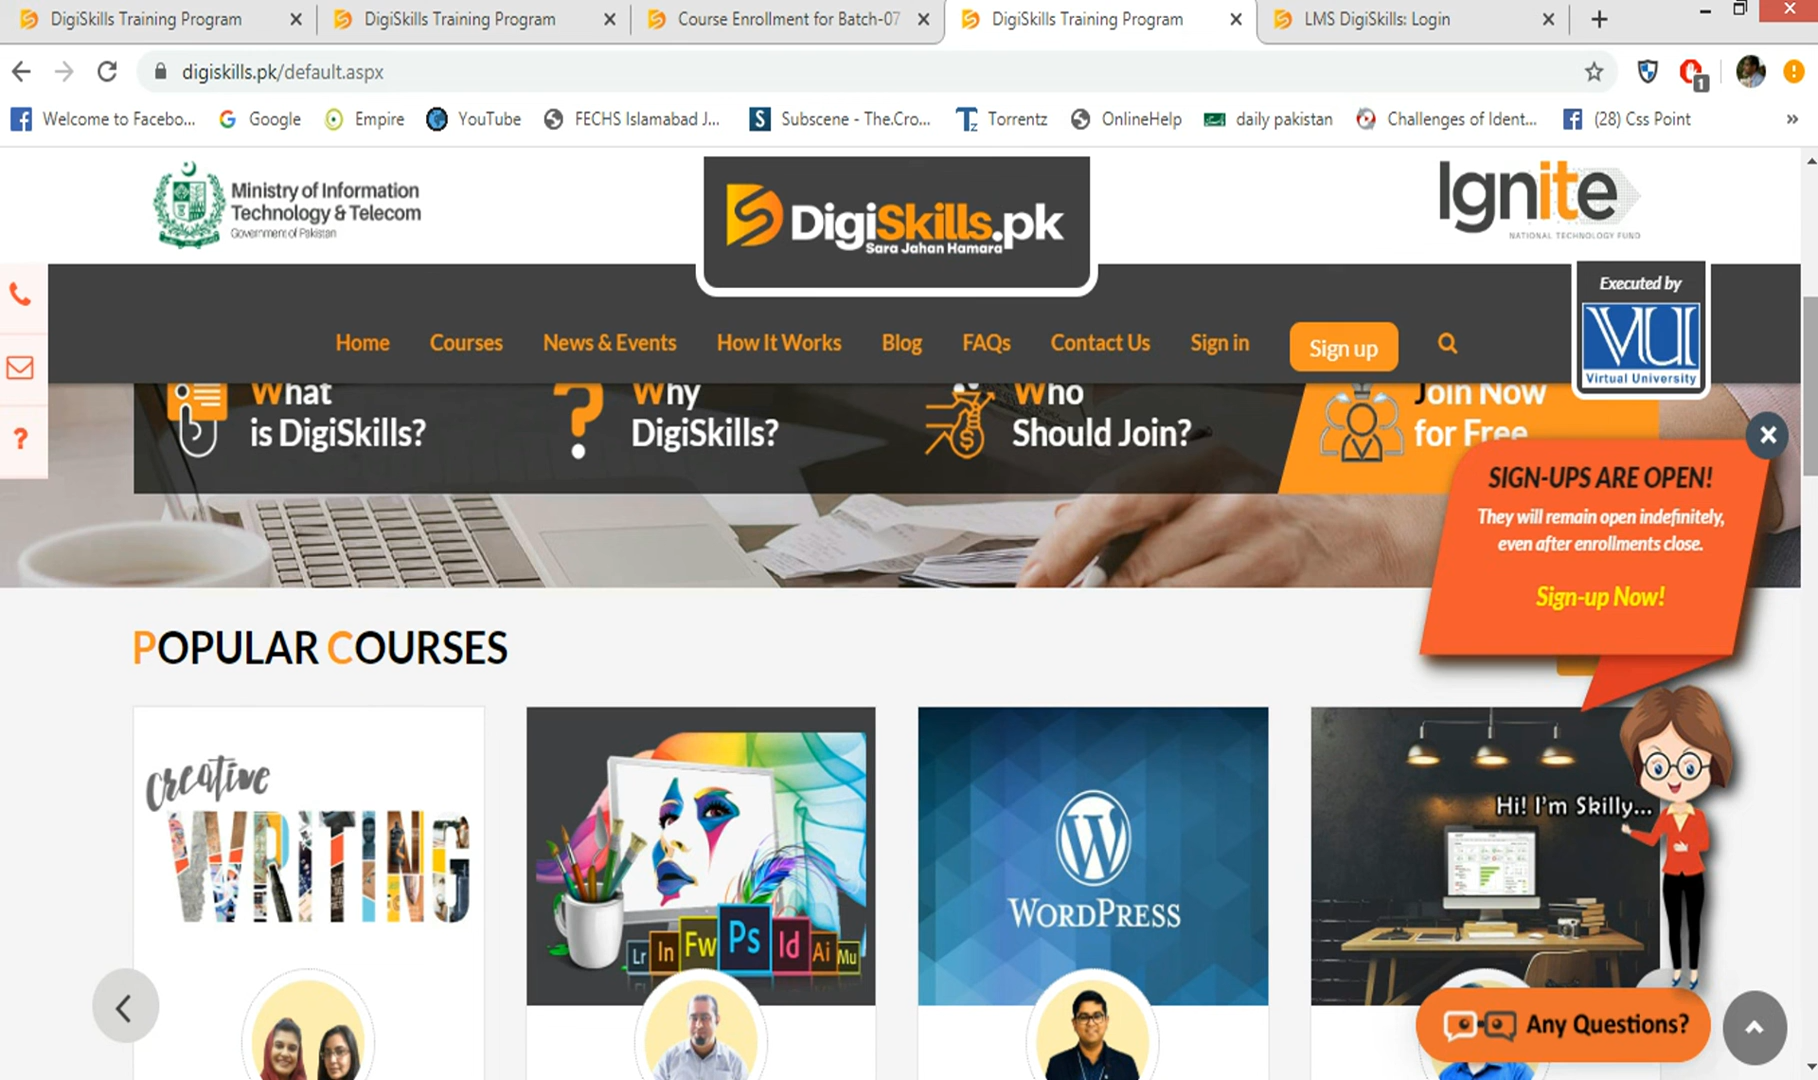 DigiSkills Training Program
DigiSkills Training Program
Course Enrollment for Batch-07
DigiSkills Training Program
LMS DigiSkills: Login
digiskills.pk/default.aspx
1
Welcome to Facebo...
Google
Empire
YouTube
FECHS Islamabad J...
S
Subscene - The.Cro...
Tz
Torrentz
OnlineHelp
daily pakistan
Challenges of Ident...
(28) Css Point
»
Ministry of Information
Technology & Telecom
Government of Pakistan
DigiSkills.pk
Sara Jahan Hamara
Ignite
NATIONAL TECHNOLOGY FUND
Executed by
VU
Virtual University
Home
Courses
News & Events
How It Works
Blog
FAQs
Contact Us
Sign in
Sign up
What
is DigiSkills?
Why
DigiSkills?
Who
Should Join?
Join Now
for Free
SIGN-UPS ARE OPEN!
They will remain open indefinitely,
even after enrollments close.
Sign-up Now!
POPULAR COURSES
creative
WRITING
Lr In Fw Ps Id Ai Mu
WORDPRESS
Hi! I'm Skilly...
Any Questions?